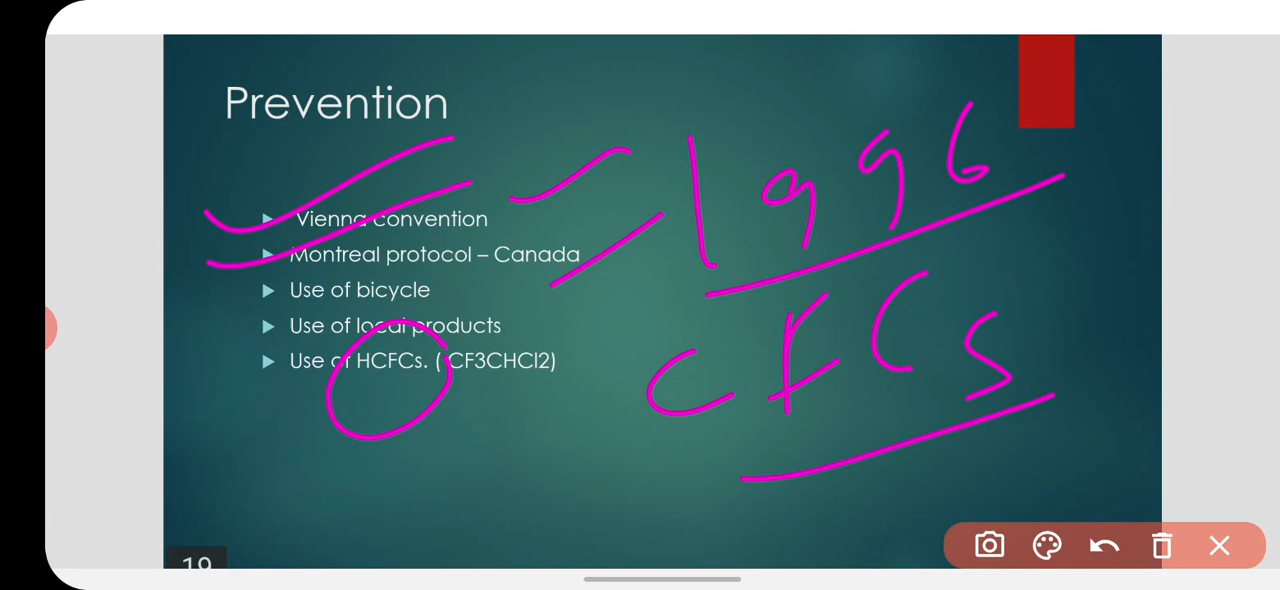 Prevention
Vienna convention
1996
Montreal protocol – Canada
Use of bicycle
Use of local products
CFCs
Use of HCFCs. ( CF3CHCl2)
19